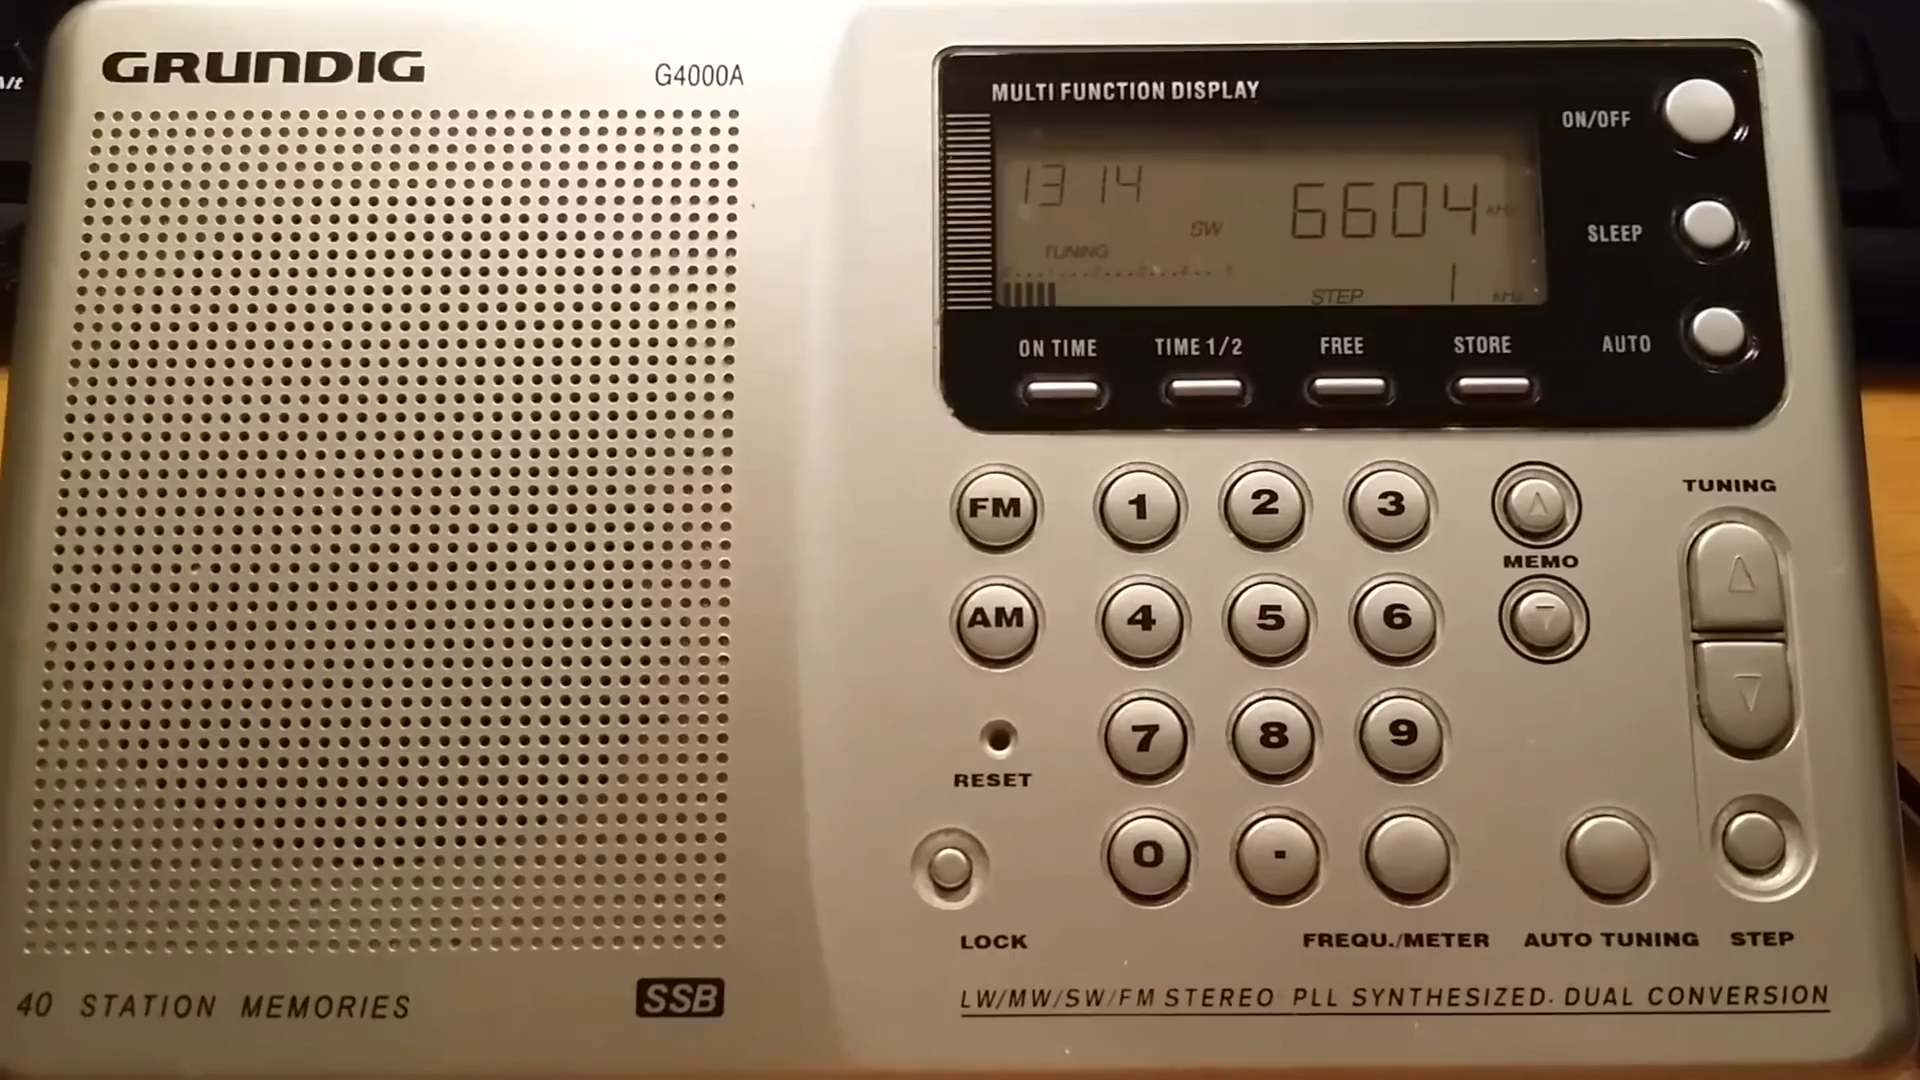 GRUNDIG
G4000A
MULTI FUNCTION DISPLAY
ON/OFF
13 14
SW
6604 kHz
SLEEP
TUNING
STEP 1 kHz
ON TIME TIME 1/2 FREE STORE
AUTO
FM 1 2 3
TUNING
MEMO
AM 4 5 6
7 8 9
RESET
0 .
LOCK
FREQU./METER AUTO TUNING STEP
40 STATION MEMORIES
SSB
LW/MW/SW/FM STEREO PLL SYNTHESIZED. DUAL CONVERSION